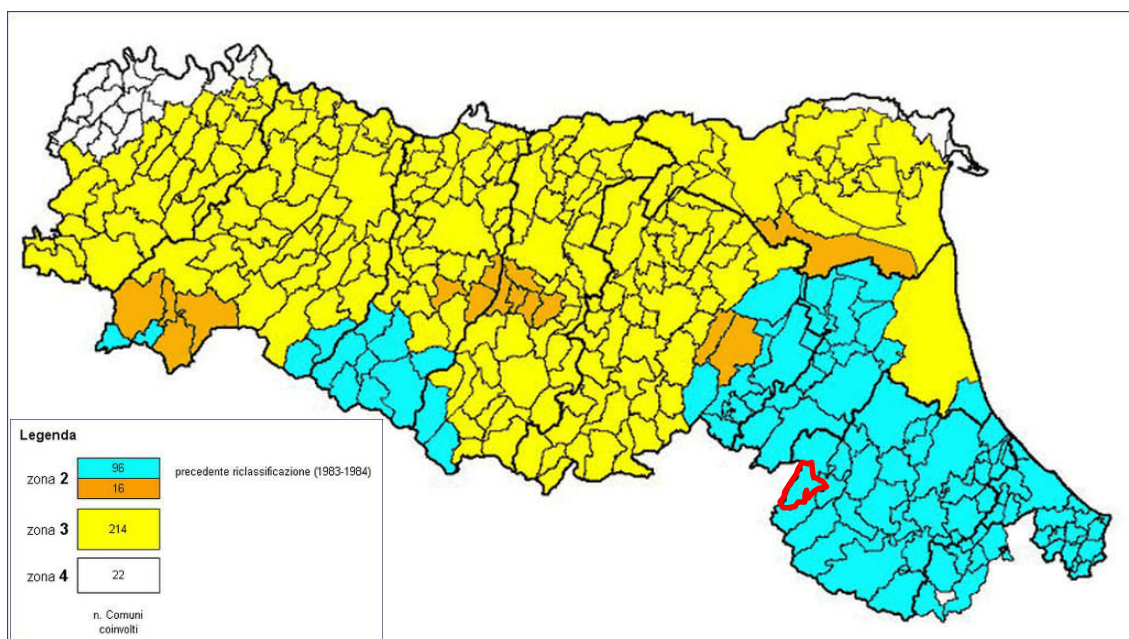 Legenda
zona 2
96
16
precedente riclassificazione (1983-1984)
zona 3
214
zona 4
22
n. Comuni
coinvolti